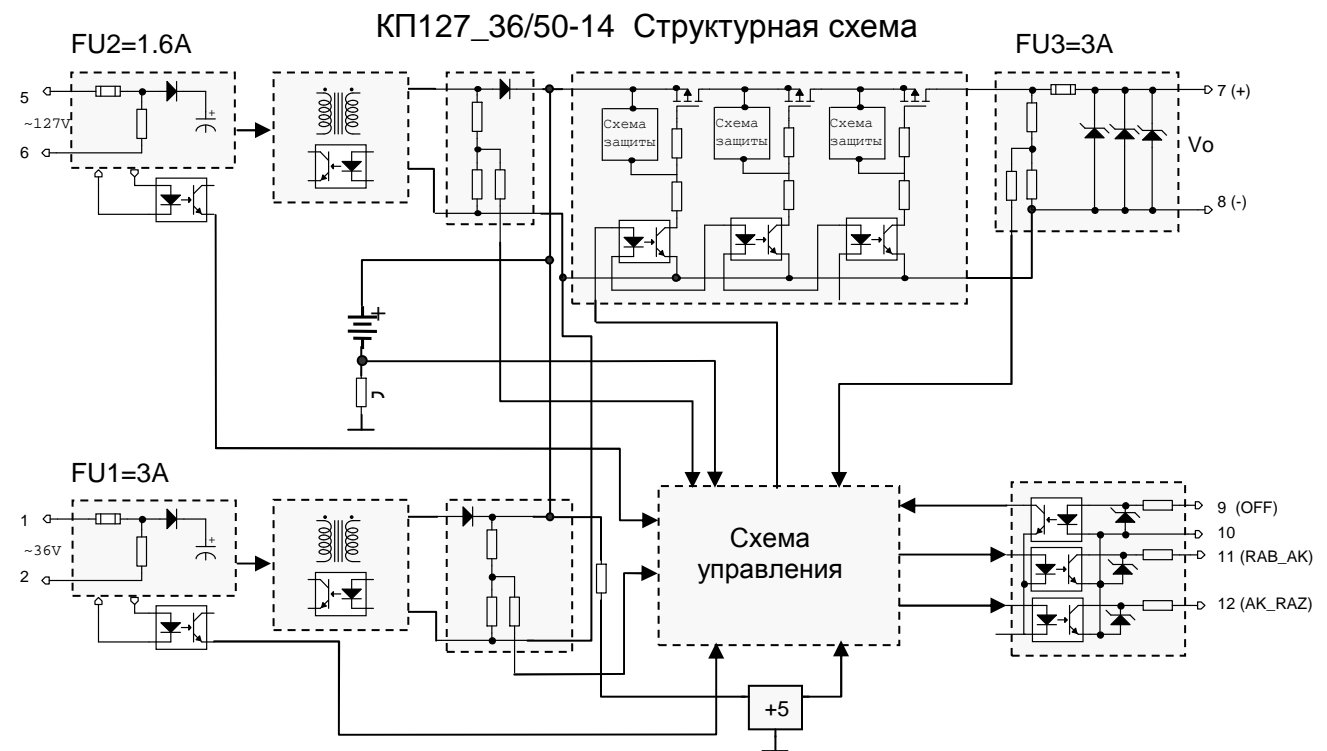 КП127_36/50-14 Структурная схема
FU2=1.6A
FU3=3A
5
~127V
6
Схема
защиты
Схема
защиты
Схема
защиты
7 (+)
Vo
8 (-)
+
FU1=3A
1
~36V
2
Схема
управления
+5
9 (OFF)
10
11 (RAB_AK)
12 (AK_RAZ)